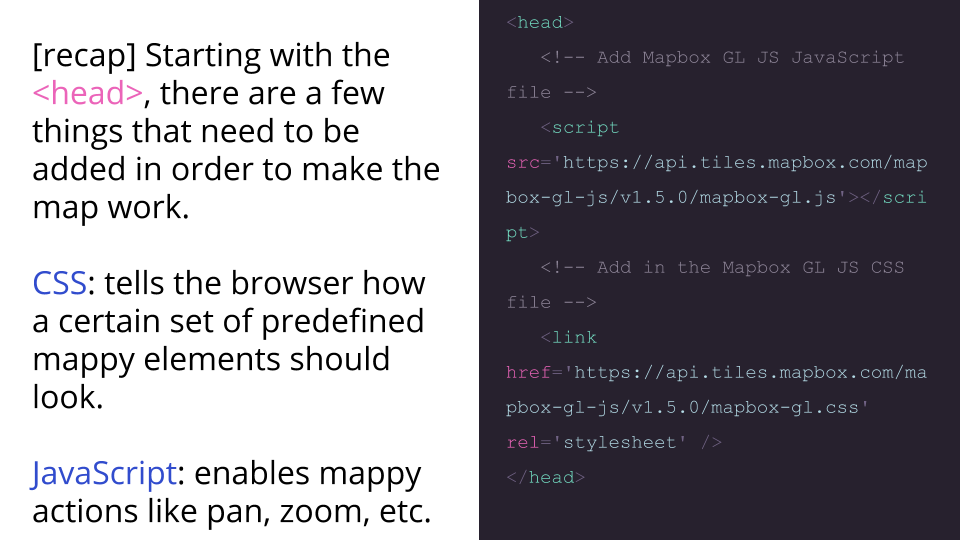 [recap] Starting with the
<head>, there are a few
things that need to be
added in order to make the
map work.
CSS: tells the browser how
a certain set of predefined
mappy elements should
look.
JavaScript: enables mappy
actions like pan, zoom, etc.
<head>
<!-- Add Mapbox GL JS JavaScript
file -->
<script
src='https://api.tiles.mapbox.com/map
box-gl-js/v1.5.0/mapbox-gl.js'></scri
pt>
<!-- Add in the Mapbox GL JS CSS
file -->
<link
href='https://api.tiles.mapbox.com/ma
pbox-gl-js/v1.5.0/mapbox-gl.css'
rel='stylesheet' />
</head>